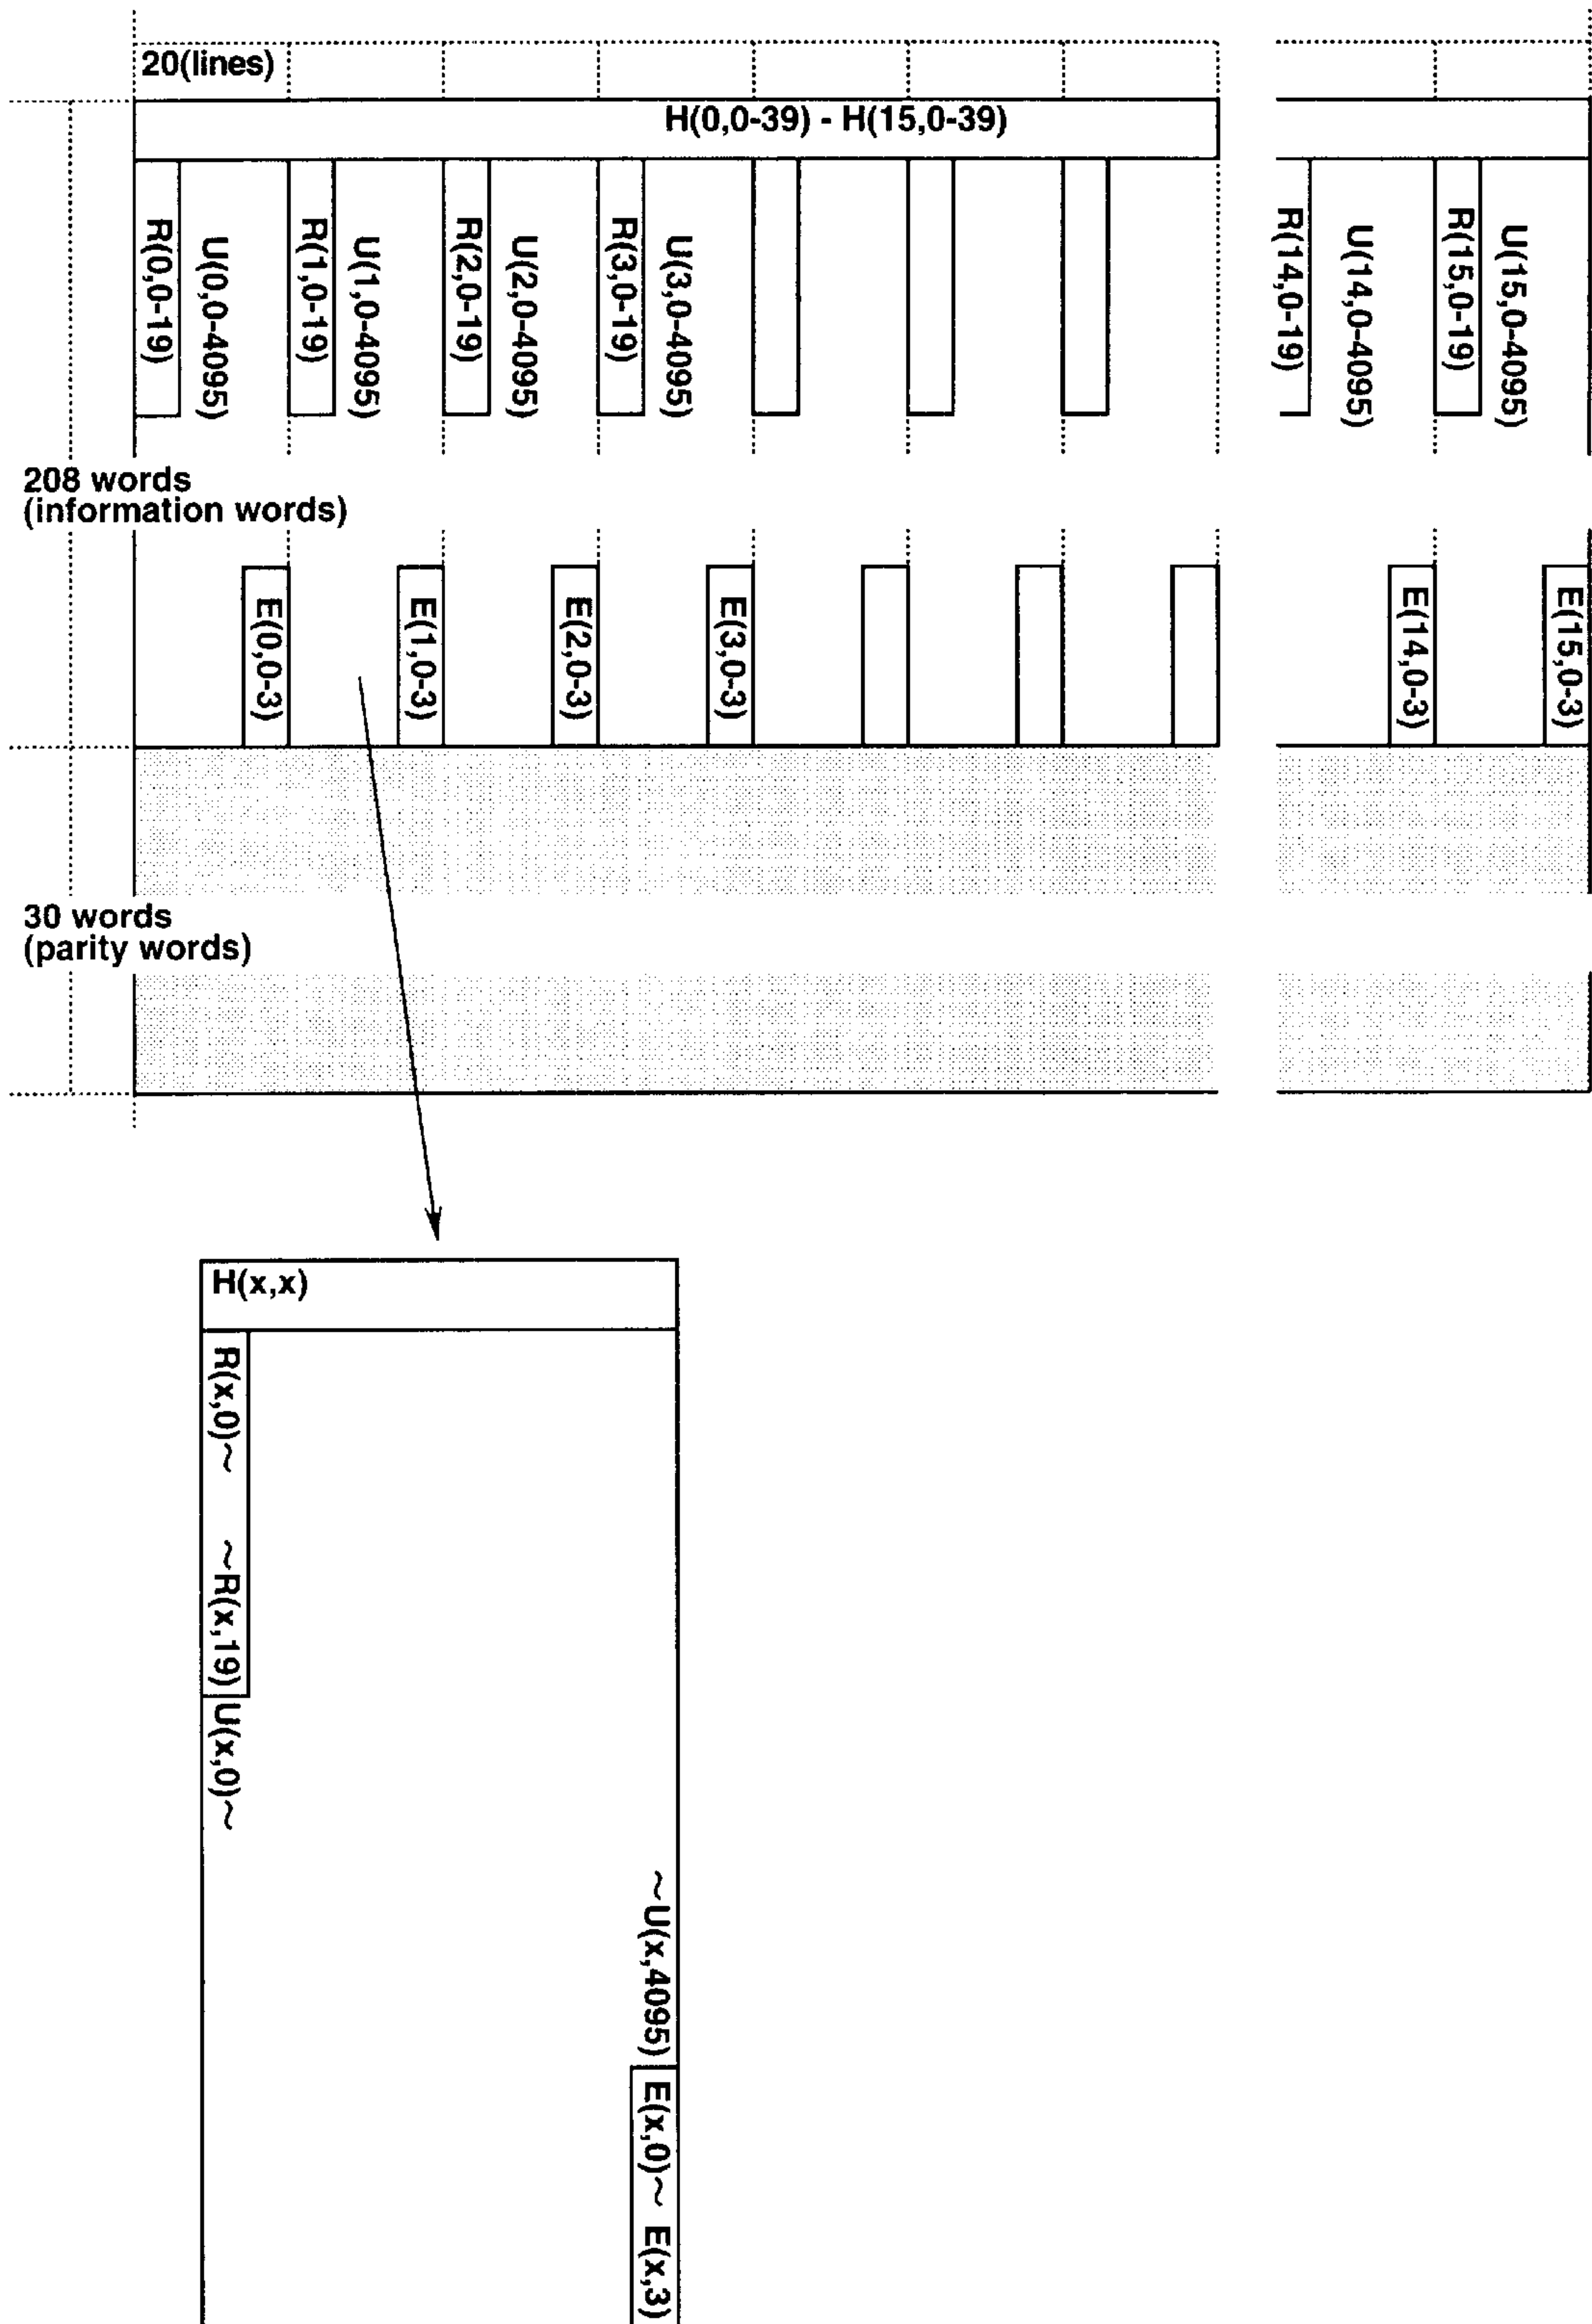 20(lines)
H(0,0-39) - H(15,0-39)
R(0,0-19)
U(0,0-4095)
R(1,0-19)
U(1,0-4095)
R(2,0-19)
U(2,0-4095)
R(3,0-19)
U(3,0-4095)
R(14,0-19)
U(14,0-4095)
R(15,0-19)
U(15,0-4095)
208 words
(information words)
E(0,0-3)
E(1,0-3)
E(2,0-3)
E(3,0-3)
E(14,0-3)
E(15,0-3)
30 words
(parity words)
H(x,x)
R(x,0)~ ~R(x,19) U(x,0)~
~U(x,4095) E(x,0)~ E(x,3)